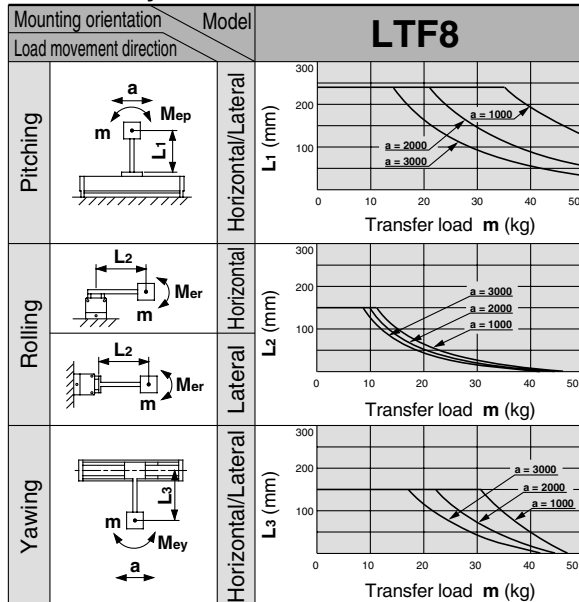 Mounting orientation
Model
Load movement direction
LTF8
Pitching
a
Mep
m
L1
Horizontal/Lateral
L1 (mm)
300
200
100
a = 1000
a = 2000
a = 3000
0 10 20 30 40 50
Transfer load m (kg)
Rolling
L2
Mer
m
Horizontal
L2
Mer
m
Lateral
L2 (mm)
300
200
100
a = 3000
a = 2000
a = 1000
0 10 20 30 40 50
Transfer load m (kg)
Yawing
L3
m
Mey
a
Horizontal/Lateral
L3 (mm)
300
200
100
a = 3000
a = 2000
a = 1000
0 10 20 30 40 50
Transfer load m (kg)